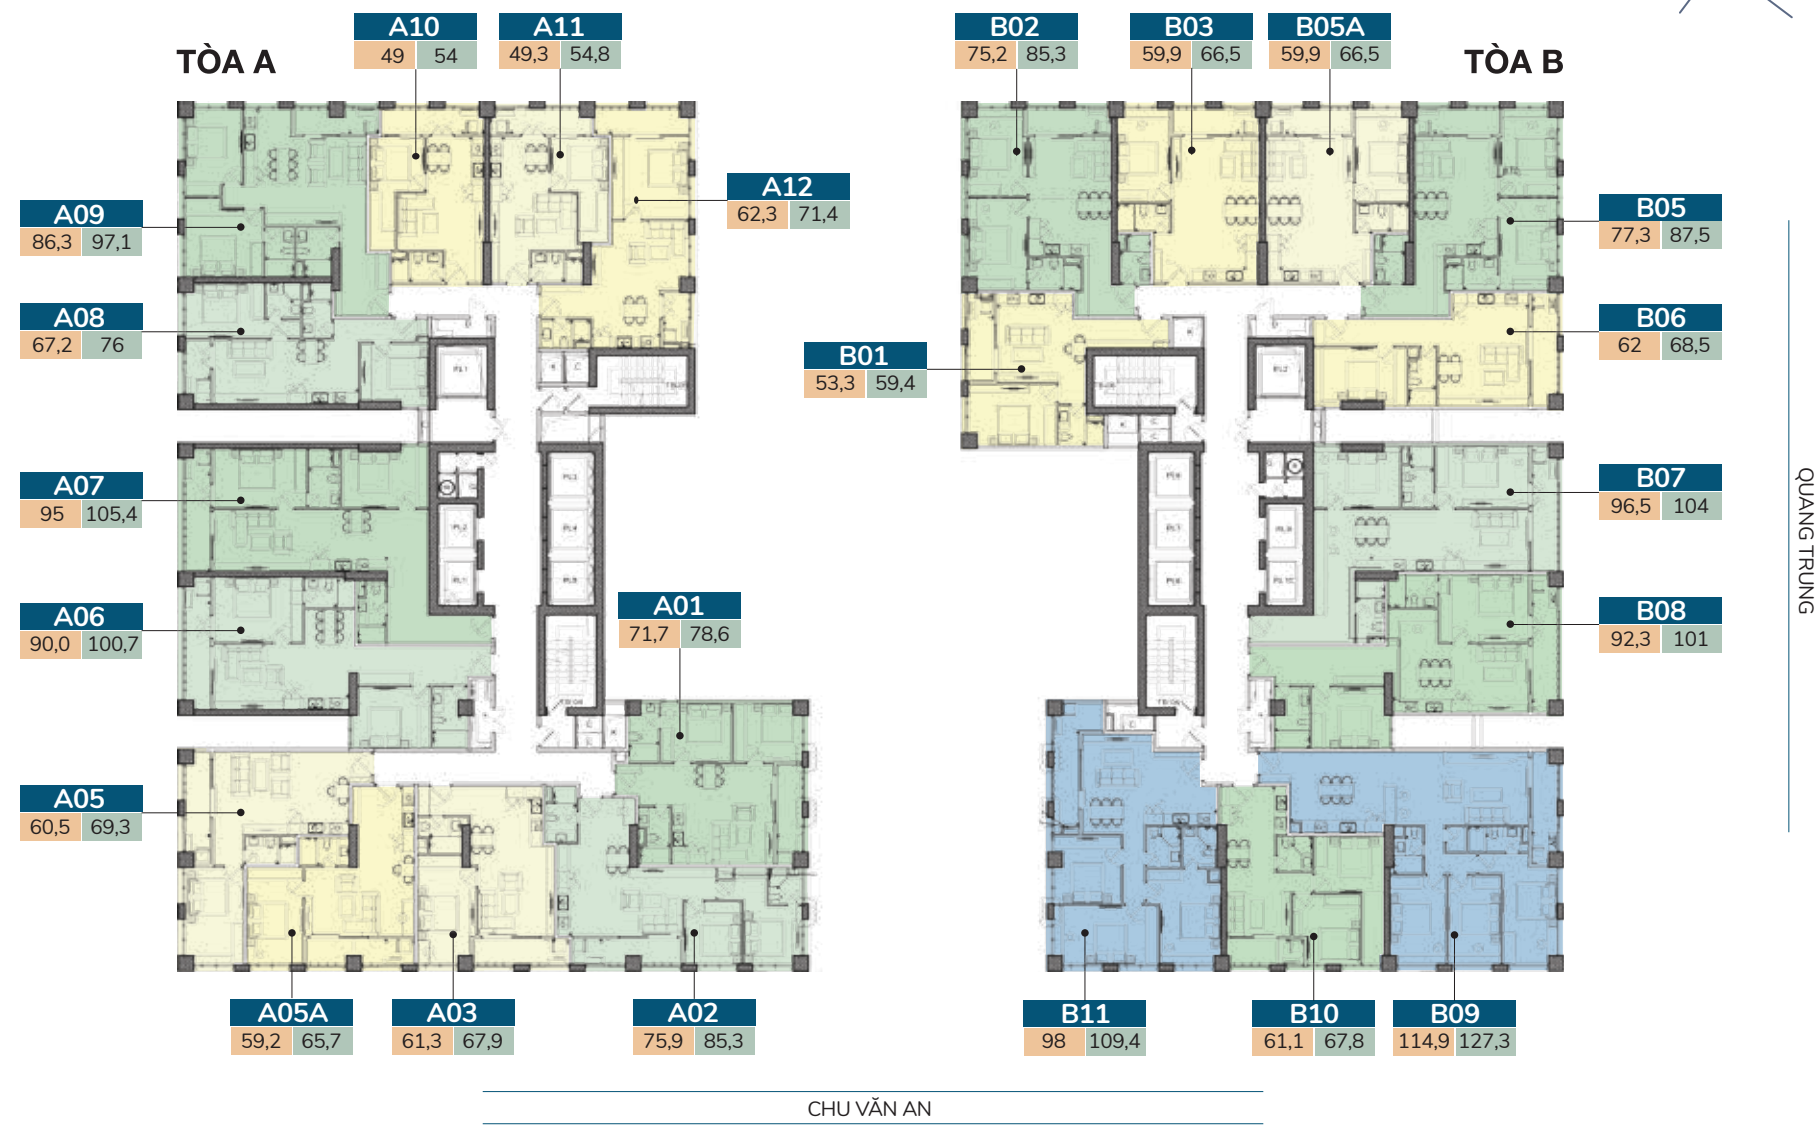 TÒA A
A10
49 54
A11
49,3 54,8
A12
62,3 71,4
A09
86,3 97,1
A08
67,2 76
A07
95 105,4
A06
90,0 100,7
A01
71,7 78,6
A05
60,5 69,3
A05A
59,2 65,7
A03
61,3 67,9
A02
75,9 85,3
TÒA B
B02
75,2 85,3
B03
59,9 66,5
B05A
59,9 66,5
B05
77,3 87,5
B06
62 68,5
B01
53,3 59,4
B07
96,5 104
B08
92,3 101
B11
98 109,4
B10
61,1 67,8
B09
114,9 127,3
QUANG TRUNG
CHU VĂN AN